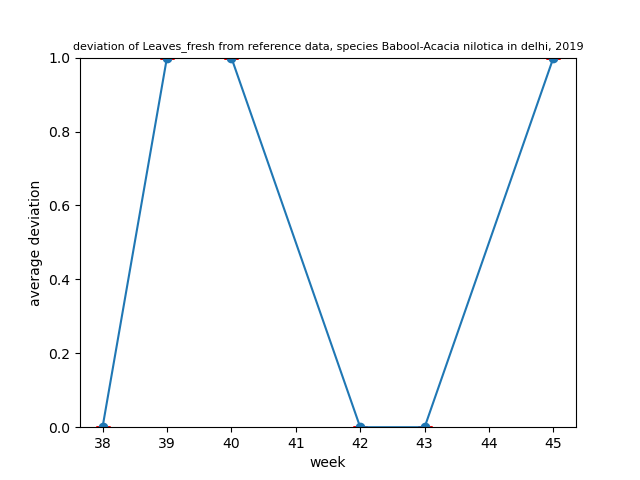 deviation of Leaves_fresh from reference data, species Babool-Acacia nilotica in delhi, 2019
1.0
0.8
0.6
0.4
0.2
0.0
average deviation
38 39 40 41 42 43 44 45
week